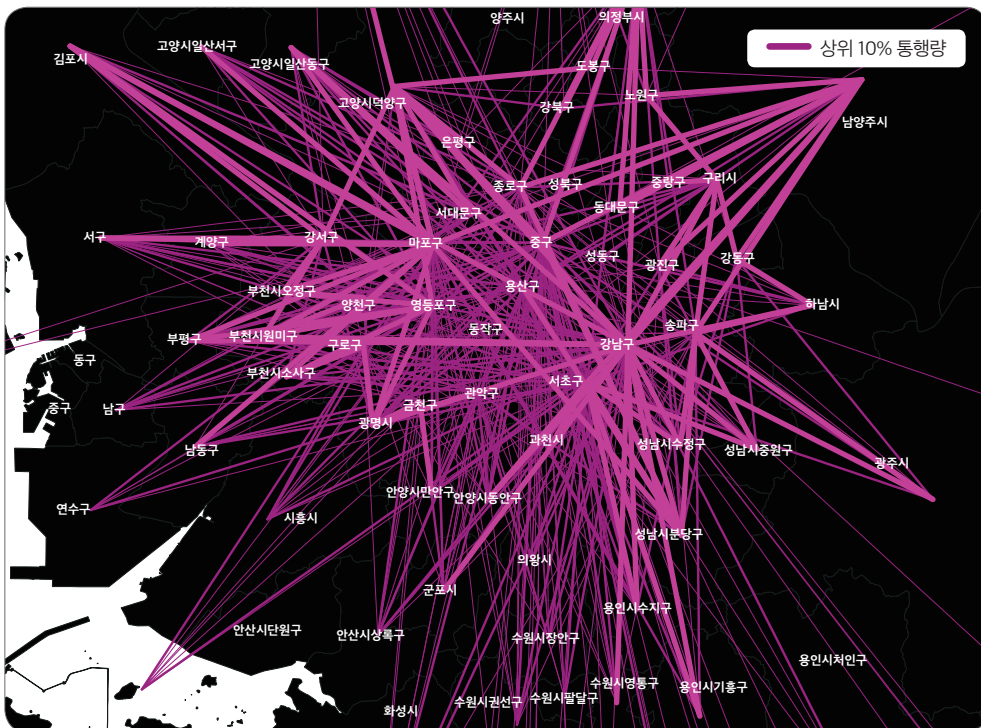 양주시
의정부시
상위 10% 통행량
김포시
고양시일산서구
고양시일산동구
도봉구
노원구
고양시덕양구
강북구
남양주시
은평구
종로구
성북구
중랑구
구리시
서대문구
동대문구
서구
계양구
강서구
마포구
중구
성동구
광진구
강동구
부천시오정구
양천구
영등포구
용산구
하남시
부평구
부천시원미구
구로구
동작구
송파구
강남구
동구
부천시소사구
서초구
중구
남구
광명시
금천구
관악구
남동구
과천시
성남시수정구
성남시중원구
광주시
연수구
시흥시
안양시만안구
안양시동안구
성남시분당구
의왕시
군포시
용인시수지구
안산시단원구
안산시상록구
수원시장안구
용인시처인구
화성시
수원시권선구
수원시팔달구
수원시영통구
용인시기흥구